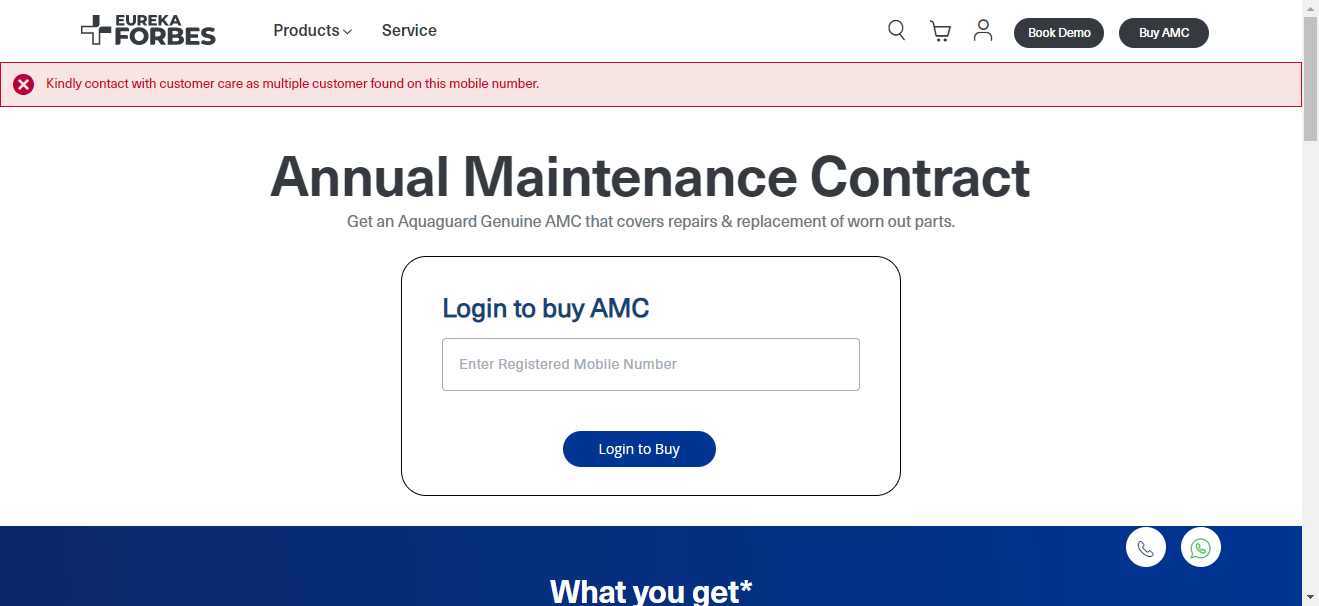 EUREKA
FORBES
Products
Service
Book Demo
Buy AMC
Kindly contact with customer care as multiple customer found on this mobile number.
Annual Maintenance Contract
Get an Aquaguard Genuine AMC that covers repairs & replacement of worn out parts.
Login to buy AMC
Enter Registered Mobile Number
Login to Buy
What you get*